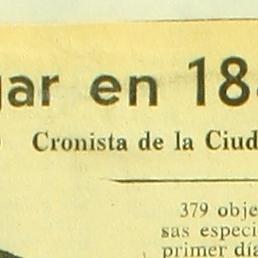 gar en 18
Cronista de la Ciud
379 obje
sas especi
primer día